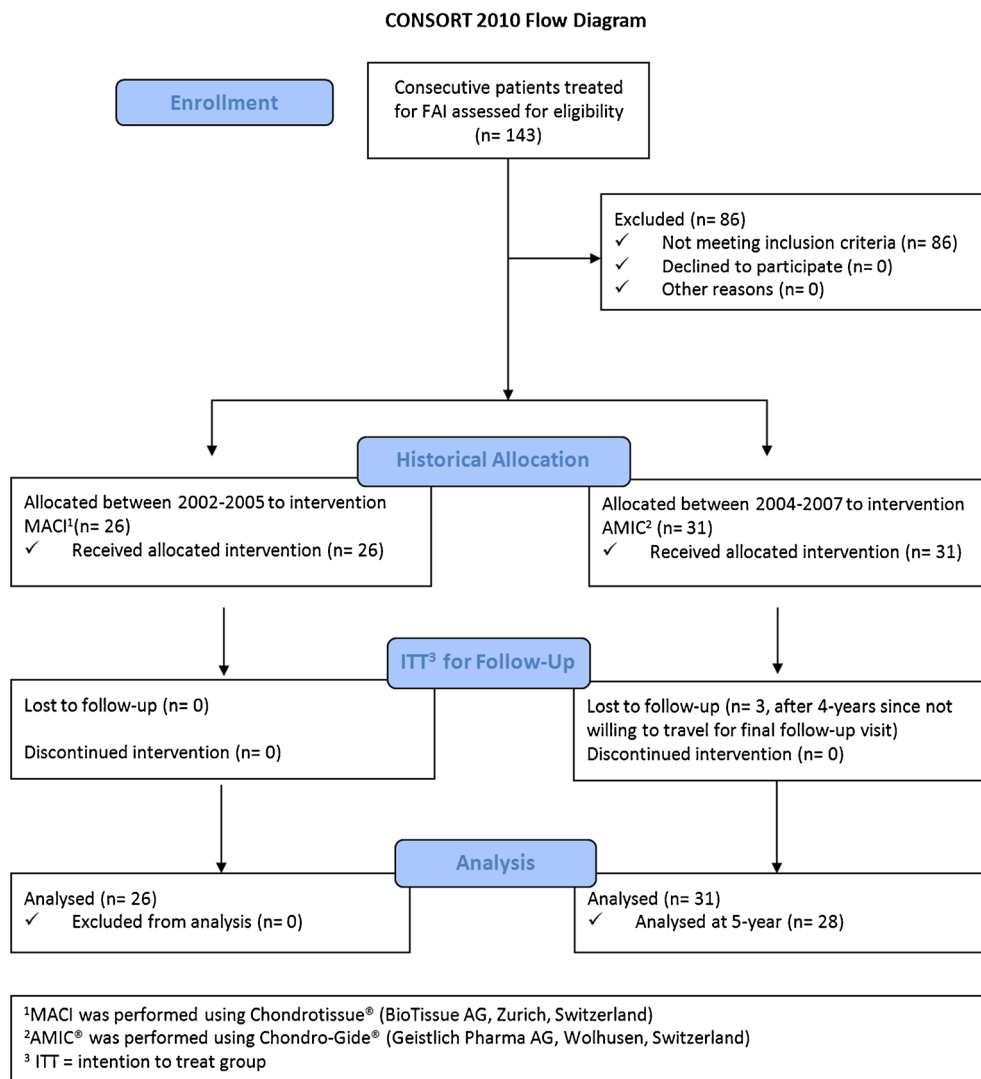 CONSORT 2010 Flow Diagram
Enrollment
Consecutive patients treated
for FAI assessed for eligibility
(n= 143)
Excluded (n= 86)
✓ Not meeting inclusion criteria (n= 86)
✓ Declined to participate (n= 0)
✓ Other reasons (n= 0)
Historical Allocation
Allocated between 2002-2005 to intervention
MACI¹(n= 26)
✓ Received allocated intervention (n= 26)
Allocated between 2004-2007 to intervention
AMIC² (n= 31)
✓ Received allocated intervention (n= 31)
ITT³ for Follow-Up
Lost to follow-up (n= 0)
Discontinued intervention (n= 0)
Lost to follow-up (n= 3, after 4-years since not
willing to travel for final follow-up visit)
Discontinued intervention (n= 0)
Analysis
Analysed (n= 26)
✓ Excluded from analysis (n= 0)
Analysed (n= 31)
✓ Analysed at 5-year (n= 28)
¹MACI was performed using Chondrotissue® (BioTissue AG, Zurich, Switzerland)
²AMIC® was performed using Chondro-Gide® (Geistlich Pharma AG, Wolhusen, Switzerland)
³ ITT = intention to treat group